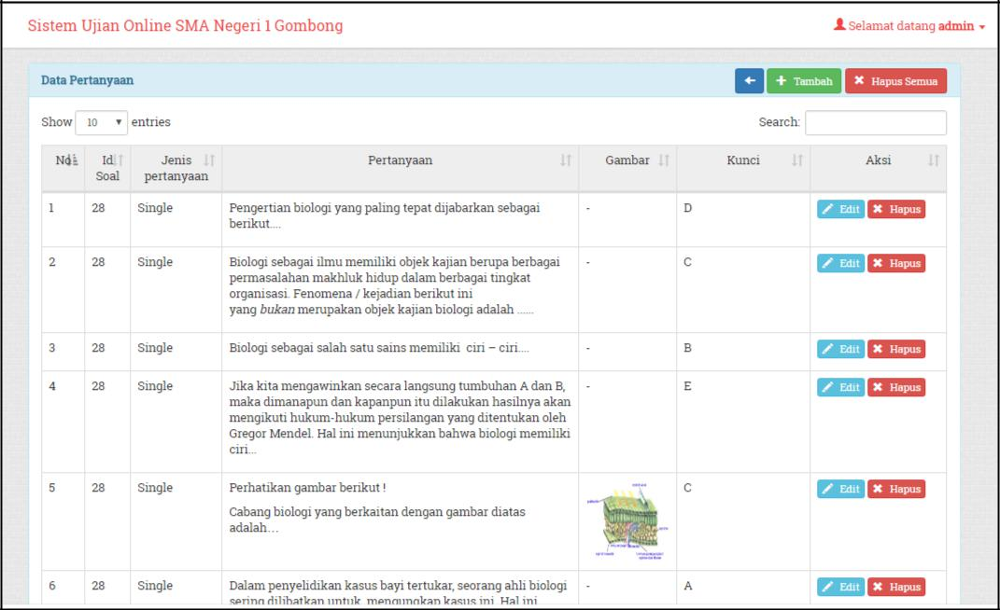 Sistem Ujian Online SMA Negeri 1 Gombong
Selamat datang admin
Data Pertanyaan
Tambah
Hapus Semua
Show 10 entries
Search:
No
Id Soal
Jenis pertanyaan
Pertanyaan
Gambar
Kunci
Aksi
1 28 Single Pengertian biologi yang paling tepat dijabarkan sebagai
berikut.... - D Edit Hapus
2 28 Single Biologi sebagai ilmu memiliki objek kajian berupa berbagai
permasalahan makhluk hidup dalam berbagai tingkat
organisasi. Fenomena / kejadian berikut ini
yang bukan merupakan objek kajian biologi adalah ...... - C Edit Hapus
3 28 Single Biologi sebagai salah satu sains memiliki ciri – ciri.... - B Edit Hapus
4 28 Single Jika kita mengawinkan secara langsung tumbuhan A dan B,
maka dimanapun dan kapanpun itu dilakukan hasilnya akan
mengikuti hukum-hukum persilangan yang ditentukan oleh
Gregor Mendel. Hal ini menunjukkan bahwa biologi memiliki
ciri... - E Edit Hapus
5 28 Single Perhatikan gambar berikut !
Cabang biologi yang berkaitan dengan gambar diatas
adalah… C Edit Hapus
6 28 Single Dalam penyelidikan kasus bayi tertukar, seorang ahli biologi
sering dilibatkan untuk mengungkap kasus ini. Hal ini - A Edit Hapus